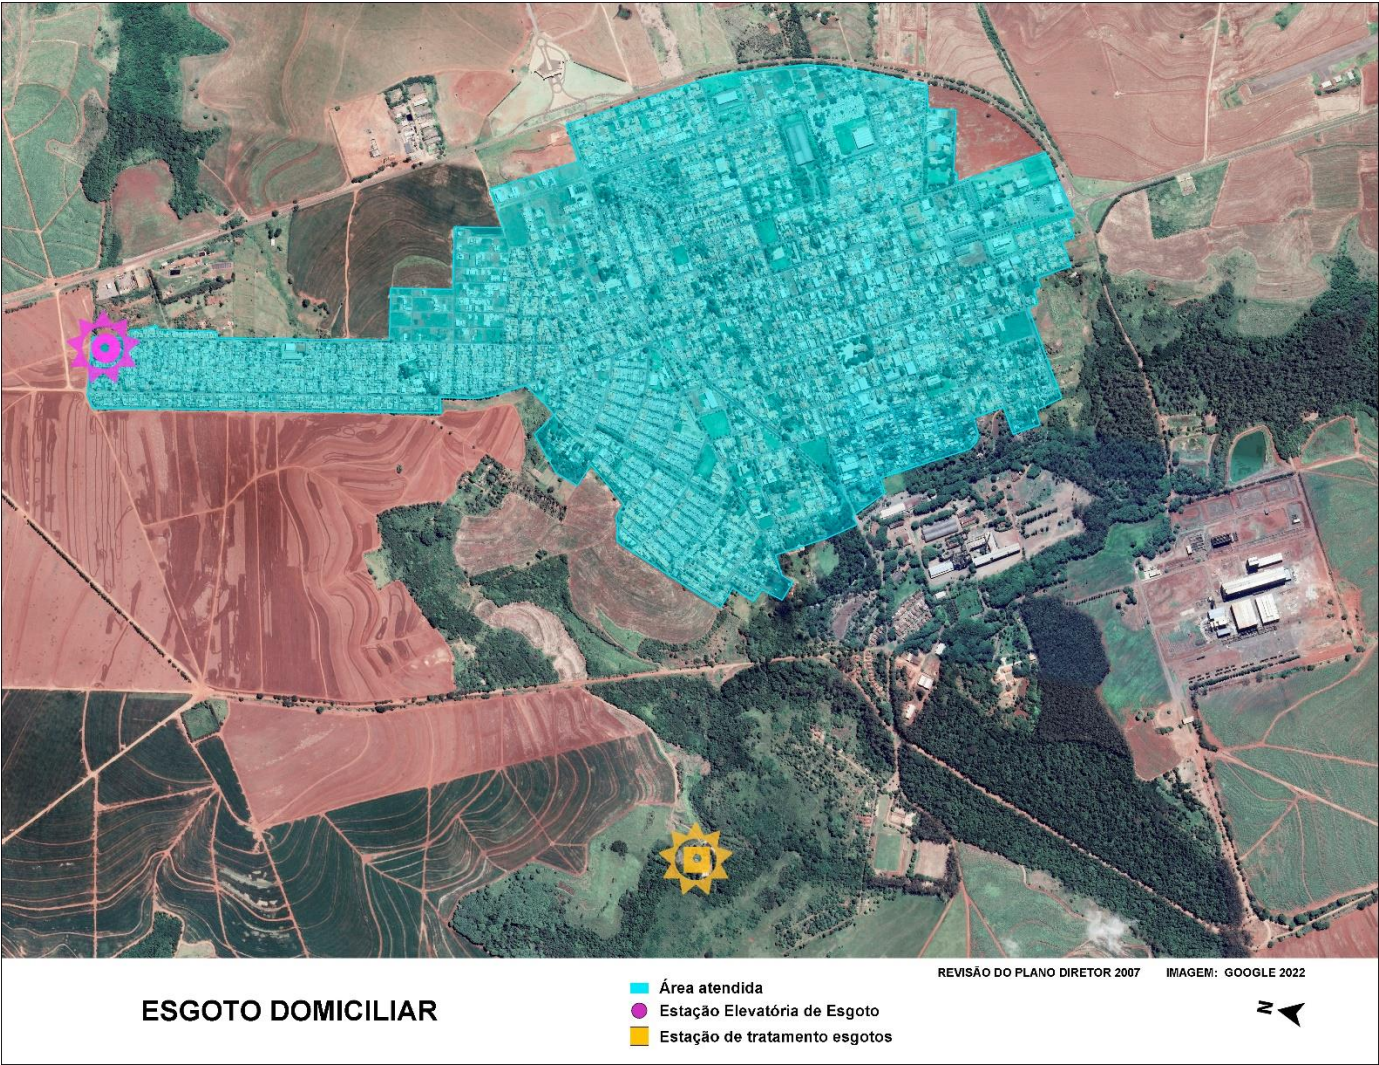 REVISÃO DO PLANO DIRETOR 2007 IMAGEM: GOOGLE 2022
ESGOTO DOMICILIAR
Área atendida
Estação Elevatória de Esgoto
Estação de tratamento esgotos
N